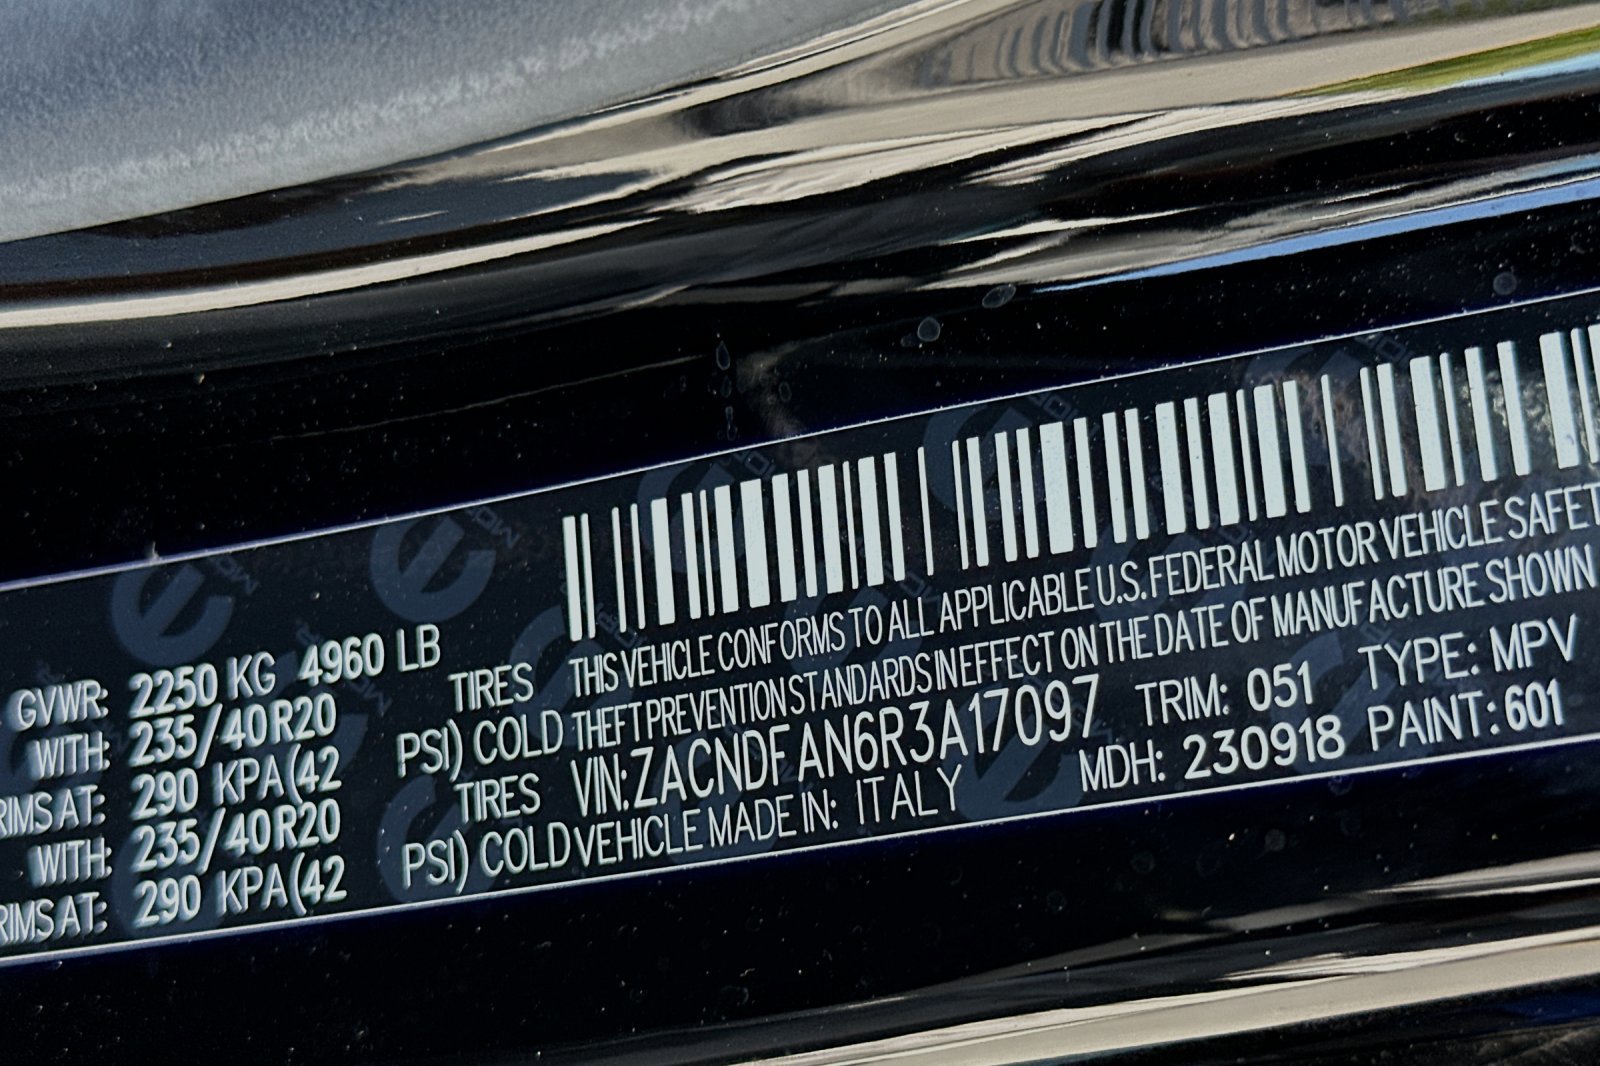 GVWR: 2250 KG 4960 LB
WITH: 235/40R20 TIRES
RIMS AT: 290 KPA(42 PSI) COLD
WITH: 235/40R20 TIRES
RIMS AT: 290 KPA(42 PSI) COLD
THIS VEHICLE CONFORMS TO ALL APPLICABLE U.S. FEDERAL MOTOR VEHICLE SAFET
THEFT PREVENTION STANDARDS IN EFFECT ON THE DATE OF MANUFACTURE SHOWN
VIN:ZACNDFAN6R3A17097 TRIM: 051 TYPE: MPV
VEHICLE MADE IN: ITALY MDH: 230918 PAINT: 601